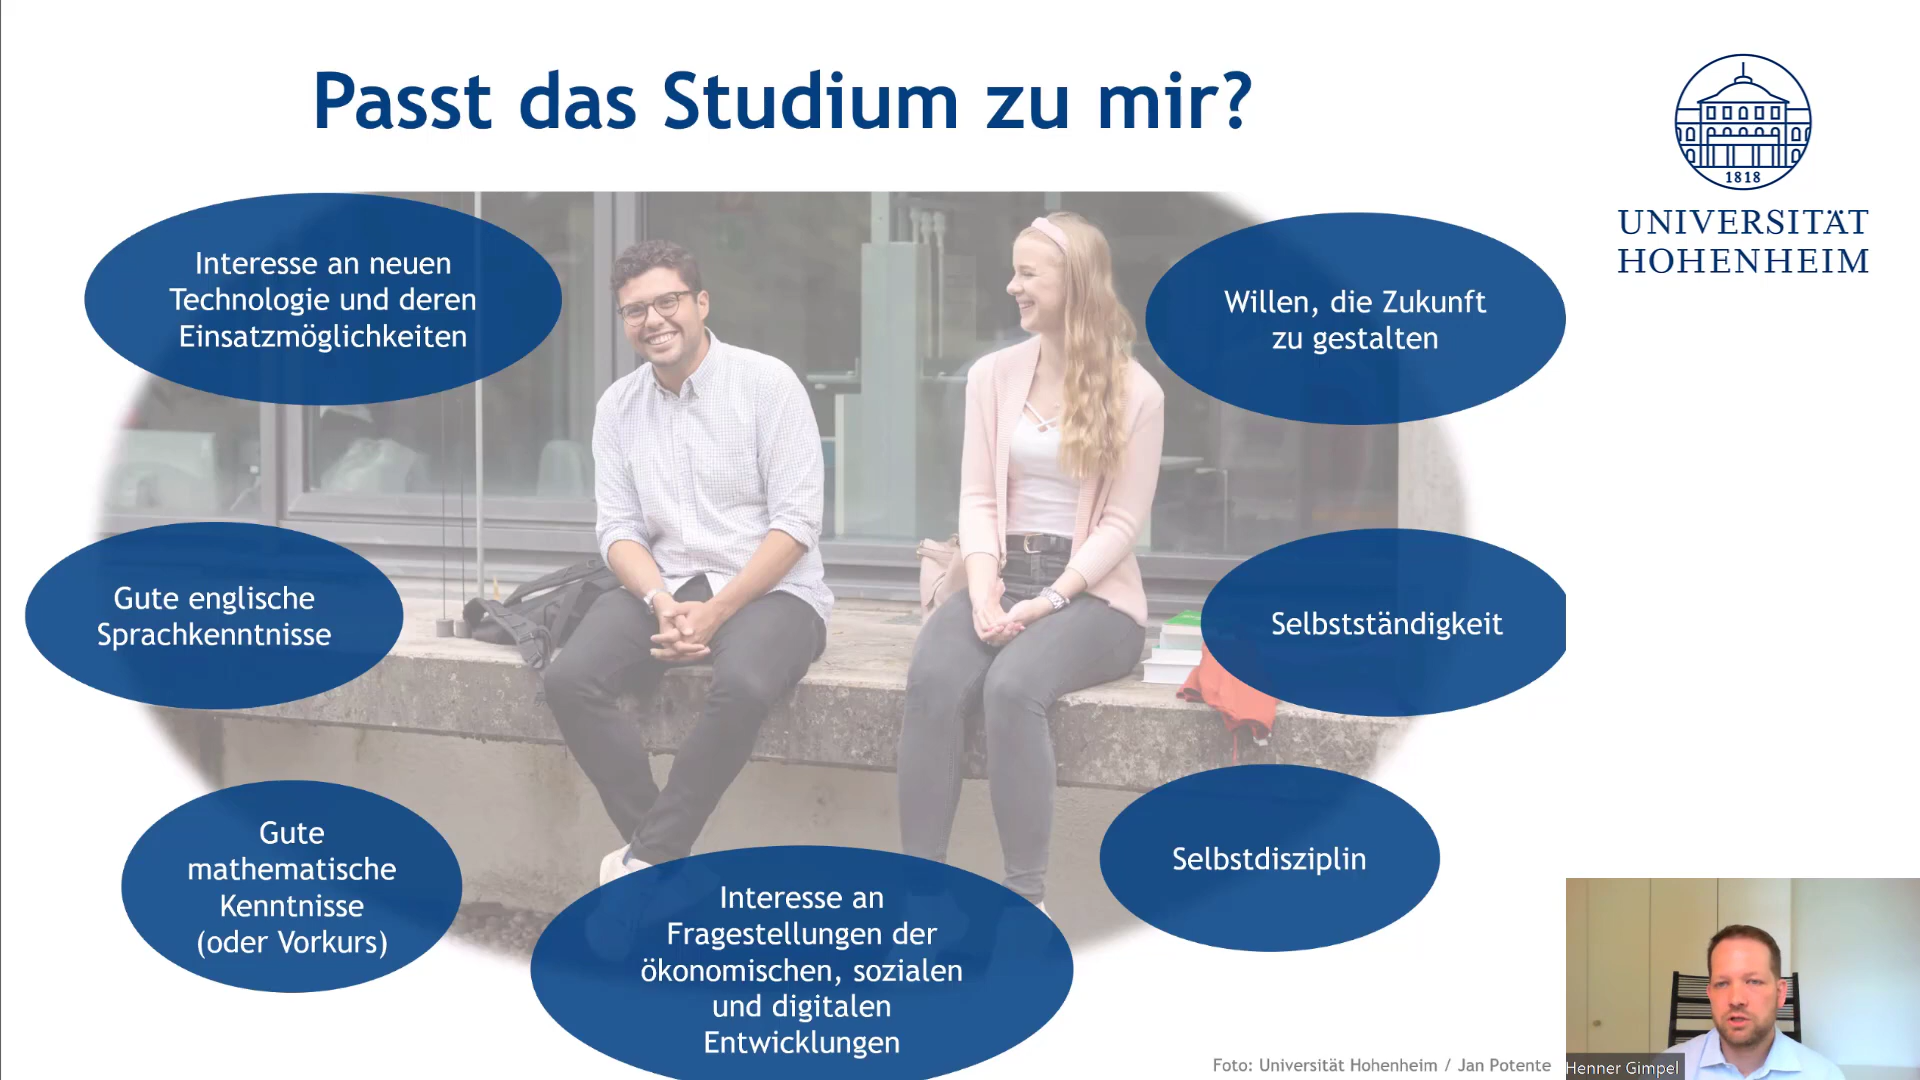 Passt das Studium zu mir?
1818
UNIVERSITÄT
HOHENHEIM
Interesse an neuen
Technologie und deren
Einsatzmöglichkeiten
Willen, die Zukunft
zu gestalten
Gute englische
Sprachkenntnisse
Selbstständigkeit
Gute
mathematische
Kenntnisse
(oder Vorkurs)
Selbstdisziplin
Interesse an
Fragestellungen der
ökonomischen, sozialen
und digitalen
Entwicklungen
Foto: Universität Hohenheim / Jan Potente
Henner Gimpel